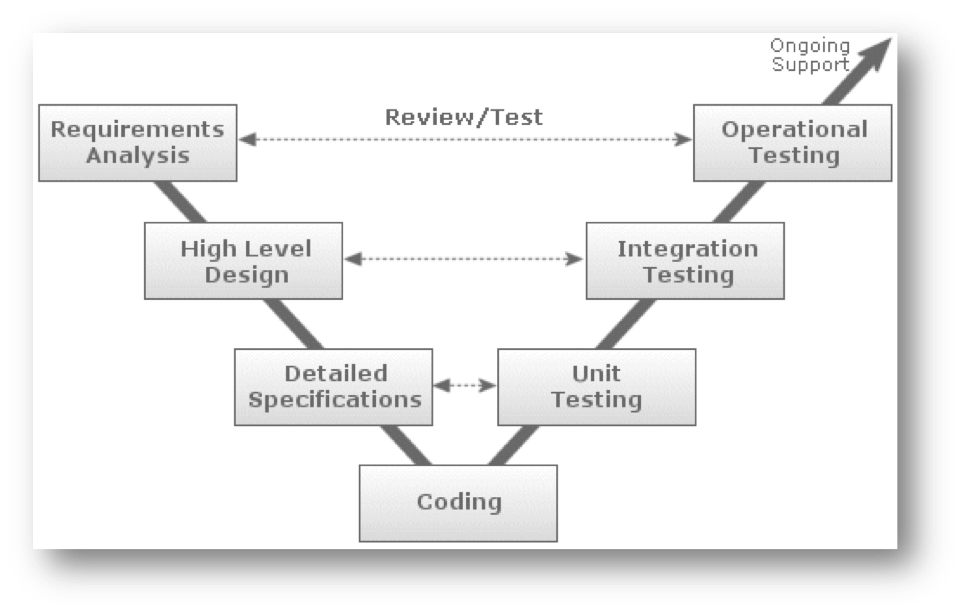 Ongoing
Support
Requirements
Analysis
Review/Test
Operational
Testing
High Level
Design
Integration
Testing
Detailed
Specifications
Unit
Testing
Coding